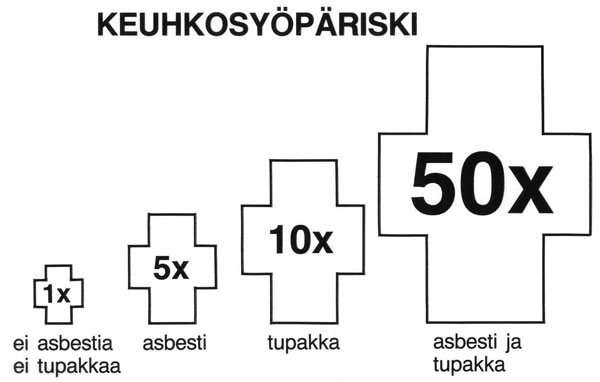 KEUHKOSYÖPÄRISKI
1x
5x
10x
50x
ei asbestia
ei tupakkaa
asbesti
tupakka
asbesti ja
tupakka